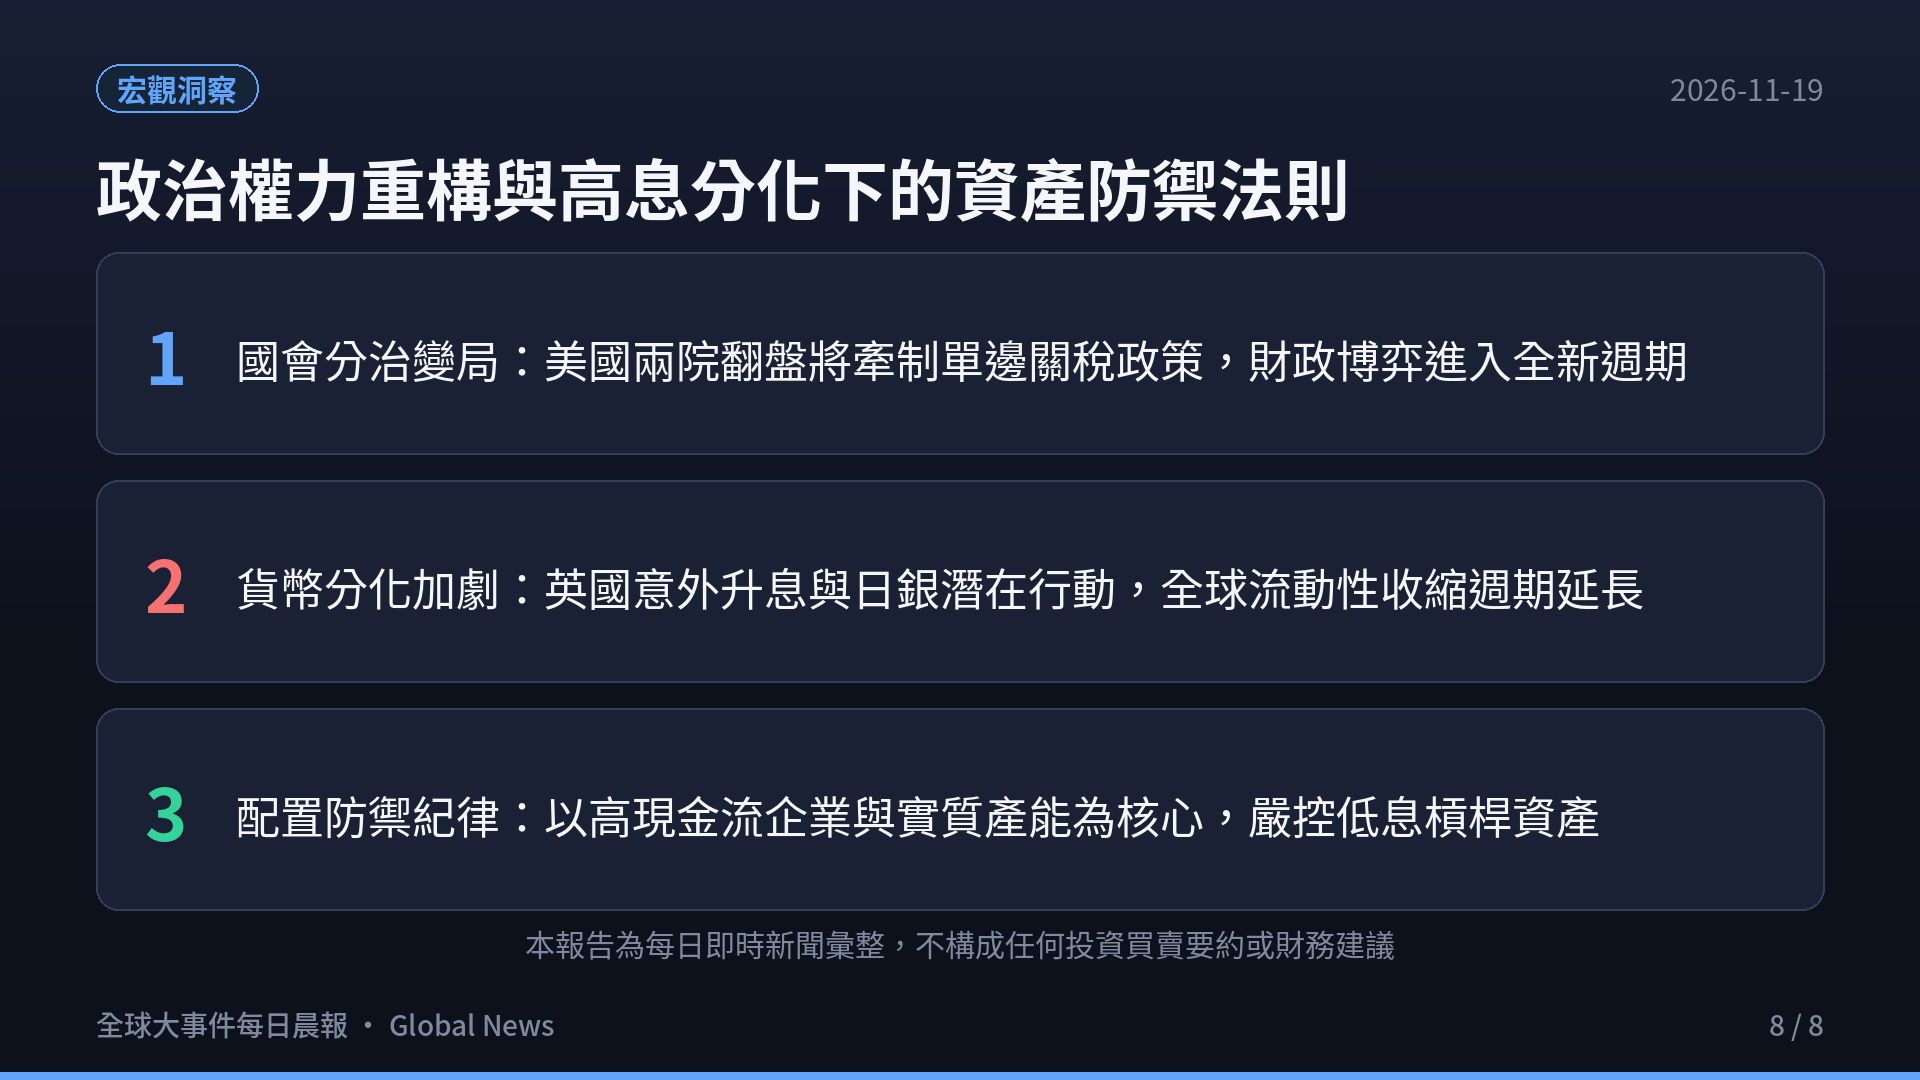 宏觀洞察
2026-11-19
政治權力重構與高息分化下的資產防禦法則
1 國會分治變局：美國兩院翻盤將牽制單邊關稅政策，財政博弈進入全新週期
2 貨幣分化加劇：英國意外升息與日銀潛在行動，全球流動性收縮週期延長
3 配置防禦紀律：以高現金流企業與實質產能為核心，嚴控低息槓桿資產
本報告為每日即時新聞彙整，不構成任何投資買賣要約或財務建議
全球大事件每日晨報 • Global News
8 / 8